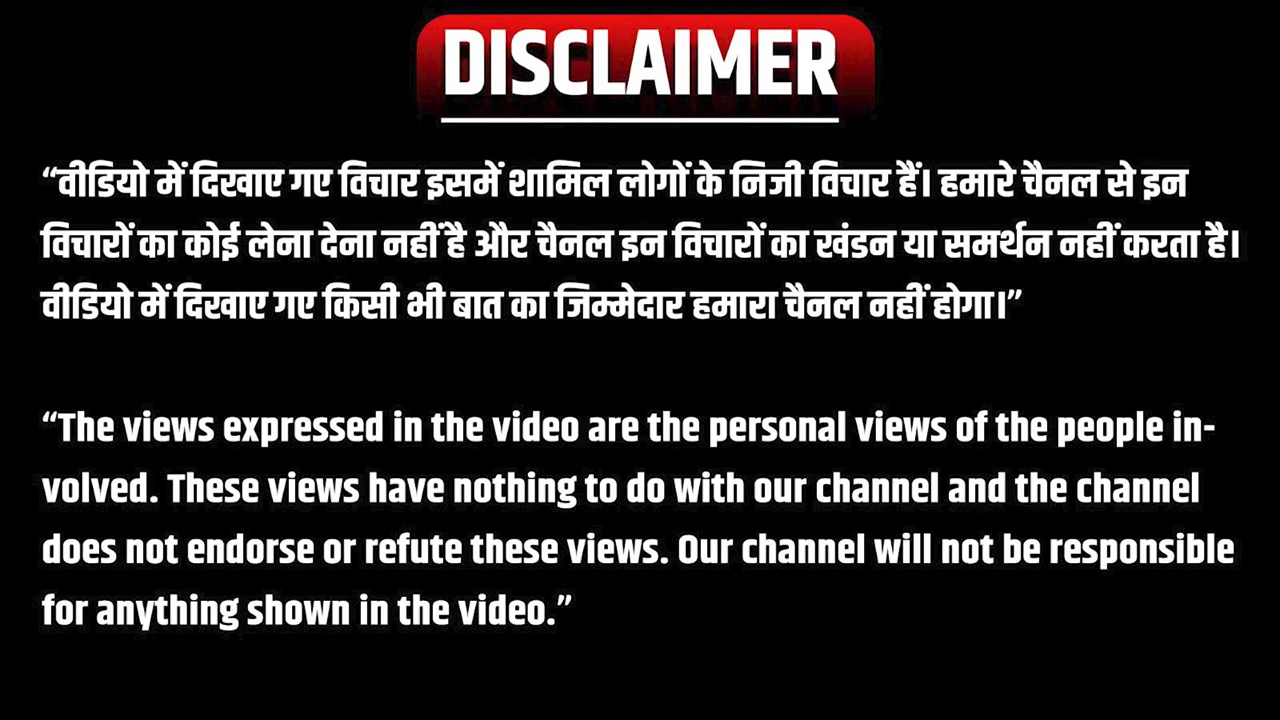 DISCLAIMER
“वीडियो में दिखाए गए विचार इसमें शामिल लोगों के निजी विचार हैं। हमारे चैनल से इन
विचारों का कोई लेना देना नहीं है और चैनल इन विचारों का खंडन या समर्थन नहीं करता है।
वीडियो में दिखाए गए किसी भी बात का जिम्मेदार हमारा चैनल नहीं होगा।”
“The views expressed in the video are the personal views of the people in-
volved. These views have nothing to do with our channel and the channel
does not endorse or refute these views. Our channel will not be responsible
for anything shown in the video.”